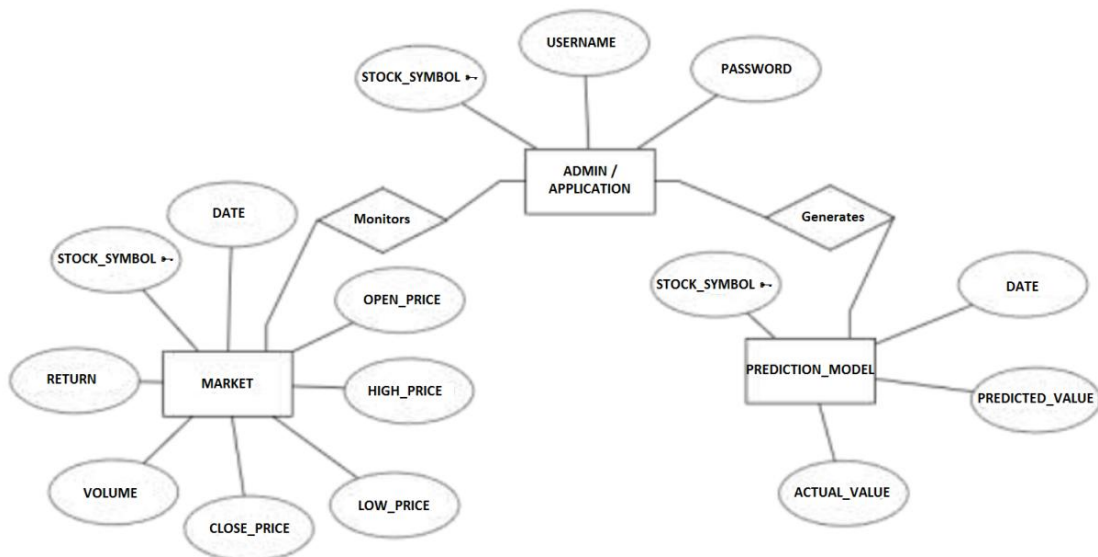 USERNAME
STOCK_SYMBOL
PASSWORD
ADMIN /
APPLICATION
Monitors
Generates
DATE
STOCK_SYMBOL
OPEN_PRICE
RETURN
MARKET
HIGH_PRICE
VOLUME
CLOSE_PRICE
LOW_PRICE
STOCK_SYMBOL
DATE
PREDICTION_MODEL
PREDICTED_VALUE
ACTUAL_VALUE